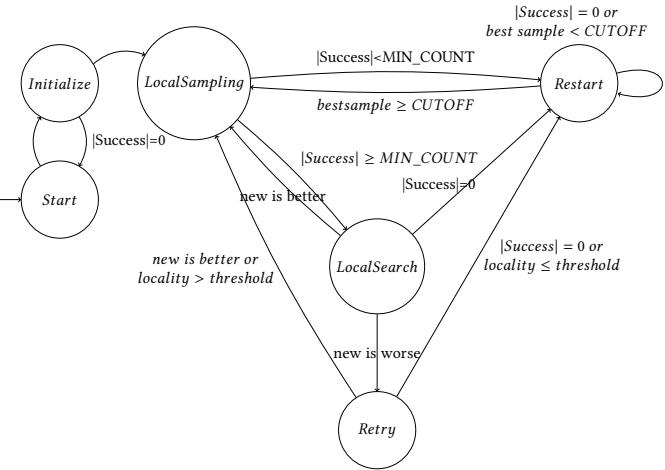 |Success| = 0 or
best sample < CUTOFF
|Success|<MIN_COUNT
Initialize
LocalSampling
Restart
bestsample ≥ CUTOFF
|Success|=0
|Success| ≥ MIN_COUNT
|Success|=0
new is better
Start
|Success| = 0 or
locality ≤ threshold
new is better or
locality > threshold
LocalSearch
new is worse
Retry